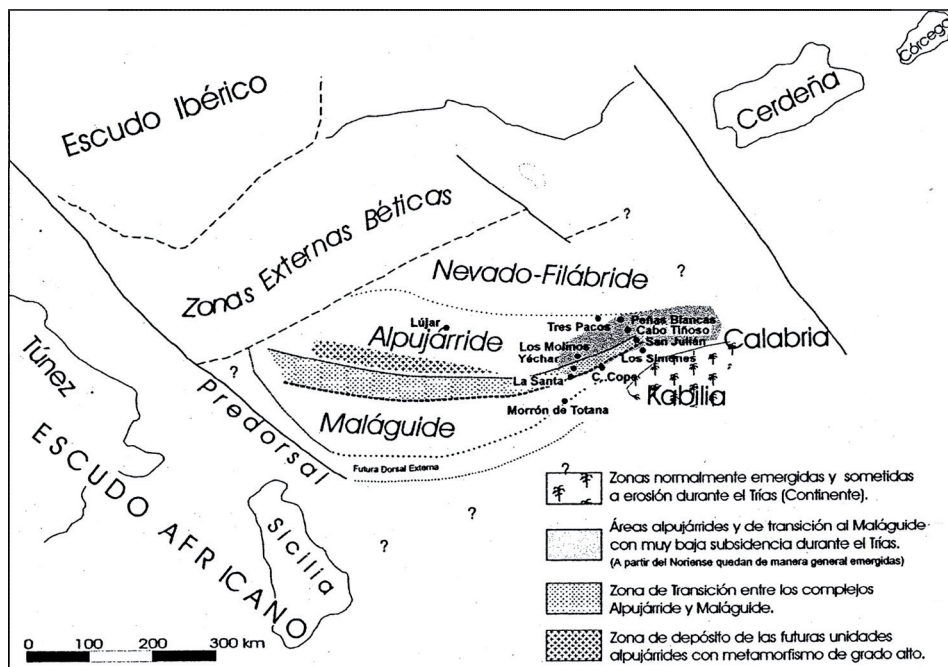 Córcega
Cerdeña
Escudo Ibérico
Zonas Externas Béticas
?
Nevado-Filábride
?
Lújar
Alpujárride
Tres Pacos
Peñas Blancas
Cabo Tiñoso
San Julián
Calabria
Los Molinos
Yéchar
Los Simones
La Santa
C. Cope
Kabilia
Morrón de Totana
Túnez
?
Predorsal
Maláguide
Futura Dorsal Externa
ESCUDO AFRICANO
Sicilia
?
?
?
Zonas normalmente emergidas y sometidas
a erosión durante el Trías (Continente).
Áreas alpujárrides y de transición al Maláguide
con muy baja subsidencia durante el Trías.
(A partir del Noriense quedan de manera general emergidas)
Zona de Transición entre los complejos
Alpujárride y Maláguide.
Zona de depósito de las futuras unidades
alpujárrides con metamorfismo de grado alto.
0 100 200 300 km